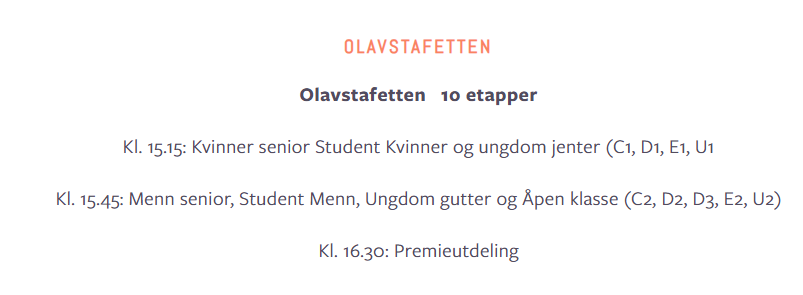 OLAVSTAFETTEN
Olavstafetten 10 etapper
Kl. 15.15: Kvinner senior Student Kvinner og ungdom jenter (C1, D1, E1, U1
Kl. 15.45: Menn senior, Student Menn, Ungdom gutter og Åpen klasse (C2, D2, D3, E2, U2)
Kl. 16.30: Premieutdeling